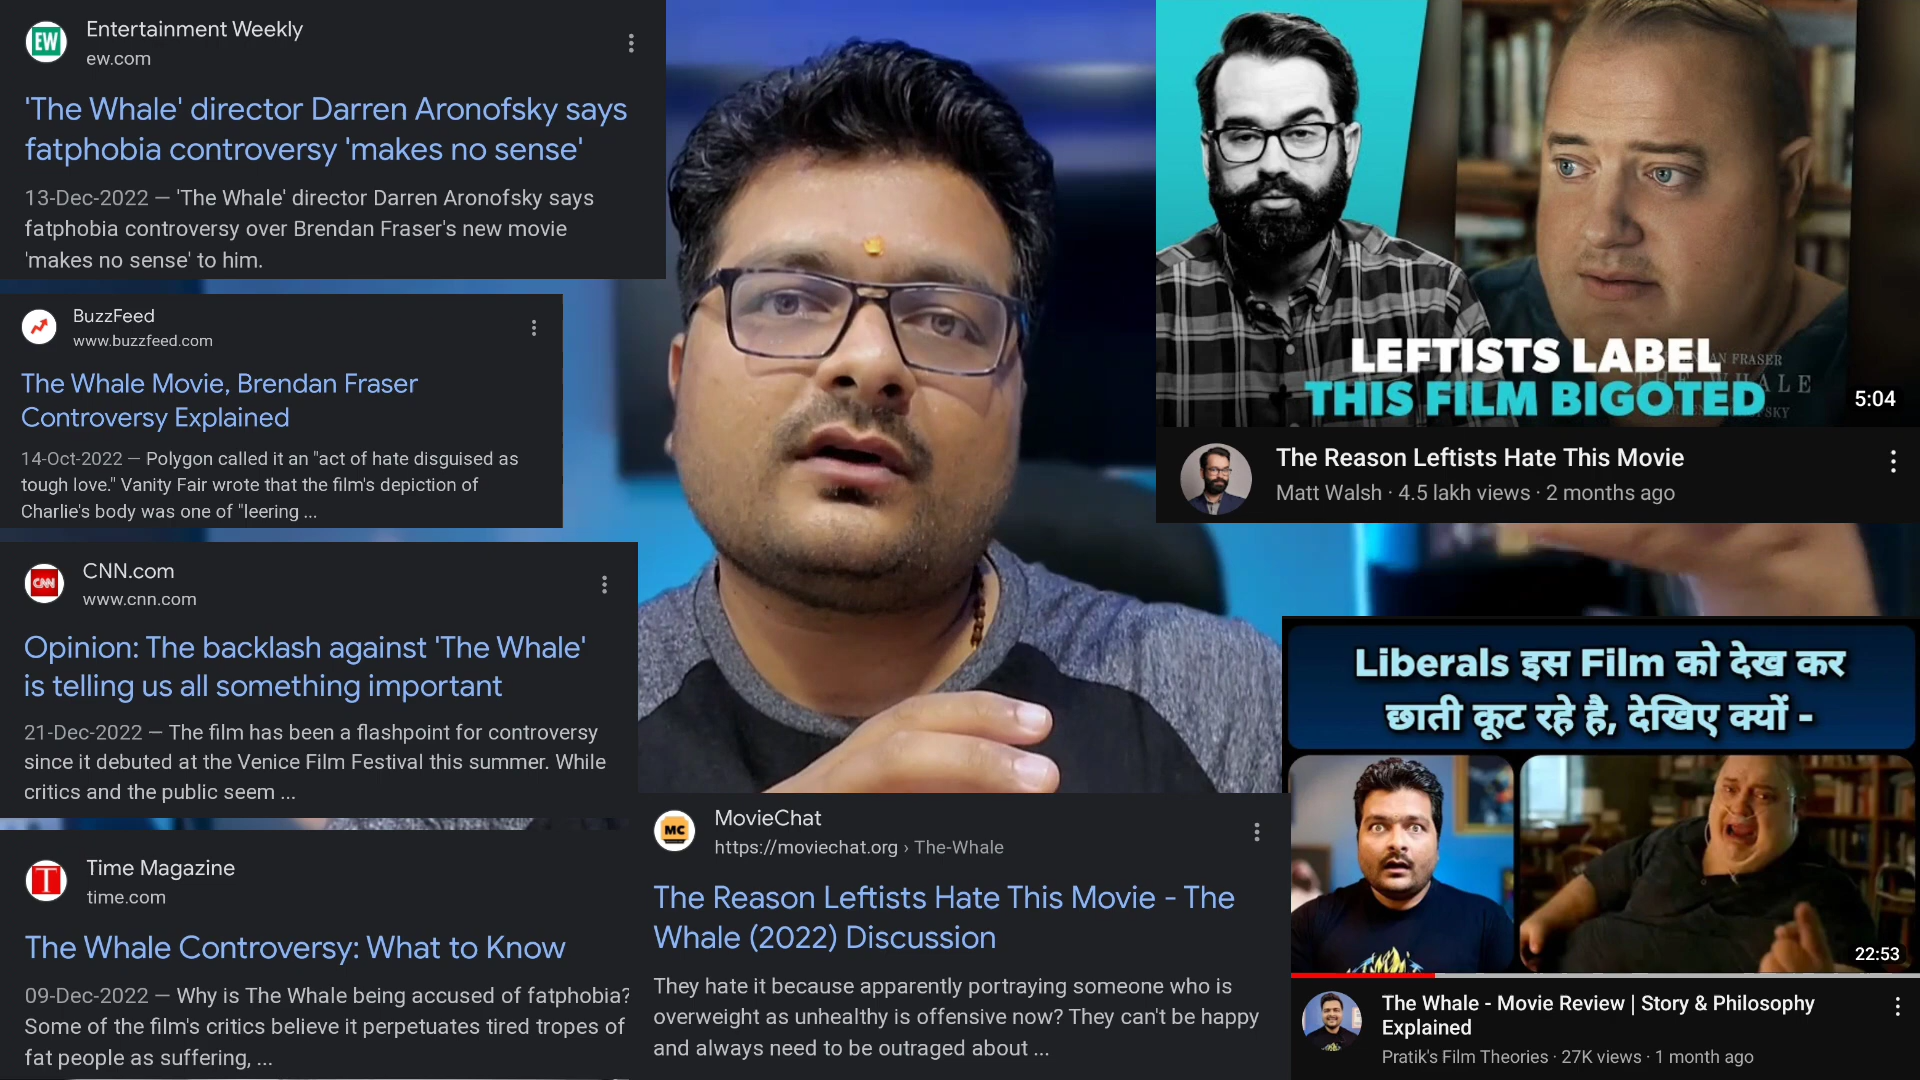 EW
Entertainment Weekly
ew.com
'The Whale' director Darren Aronofsky says
fatphobia controversy 'makes no sense'
13-Dec-2022 — 'The Whale' director Darren Aronofsky says
fatphobia controversy over Brendan Fraser's new movie
'makes no sense' to him.
BuzzFeed
www.buzzfeed.com
The Whale Movie, Brendan Fraser
Controversy Explained
14-Oct-2022 — Polygon called it an "act of hate disguised as
tough love." Vanity Fair wrote that the film's depiction of
Charlie's body was one of "leering ...
CNN
CNN.com
www.cnn.com
Opinion: The backlash against 'The Whale'
is telling us all something important
21-Dec-2022 — The film has been a flashpoint for controversy
since it debuted at the Venice Film Festival this summer. While
critics and the public seem ...
T
Time Magazine
time.com
The Whale Controversy: What to Know
09-Dec-2022 — Why is The Whale being accused of fatphobia?
Some of the film's critics believe it perpetuates tired tropes of
fat people as suffering, ...
MC
MovieChat
https://moviechat.org › The-Whale
The Reason Leftists Hate This Movie - The
Whale (2022) Discussion
They hate it because apparently portraying someone who is
overweight as unhealthy is offensive now? They can't be happy
and always need to be outraged about ...
LEFTISTS LABEL
THIS FILM BIGOTED
FRASER
5:04
The Reason Leftists Hate This Movie
Matt Walsh · 4.5 lakh views · 2 months ago
Liberals इस Film को देख कर
छाती कूट रहे है, देखिए क्यों -
22:53
The Whale - Movie Review | Story & Philosophy
Explained
Pratik's Film Theories · 27K views · 1 month ago